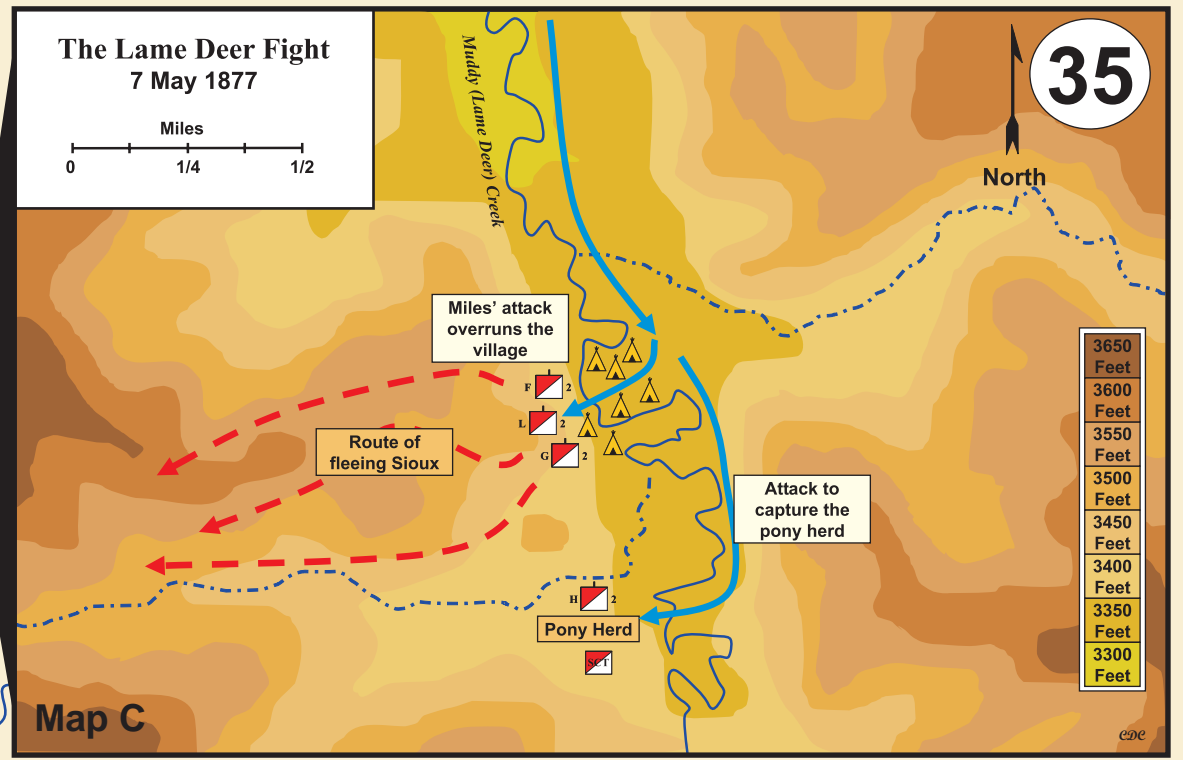 The Lame Deer Fight
7 May 1877
Miles
0 1/4 1/2
35
North
Muddy (Lame Deer) Creek
Miles’ attack
overruns the
village
F 2
L 2
G 2
Route of
fleeing Sioux
Attack to
capture the
pony herd
H 2
Pony Herd
SCT
3650
Feet
3600
Feet
3550
Feet
3500
Feet
3450
Feet
3400
Feet
3350
Feet
3300
Feet
Map C
CDC